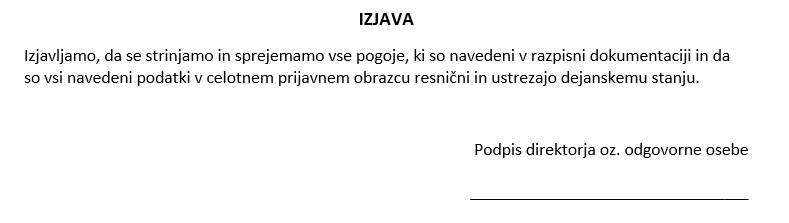 IZJAVA
Izjavljamo, da se strinjamo in sprejemamo vse pogoje, ki so navedeni v razpisni dokumentaciji in da
so vsi navedeni podatki v celotnem prijavnem obrazcu resnični in ustrezajo dejanskemu stanju.
Podpis direktorja oz. odgovorne osebe